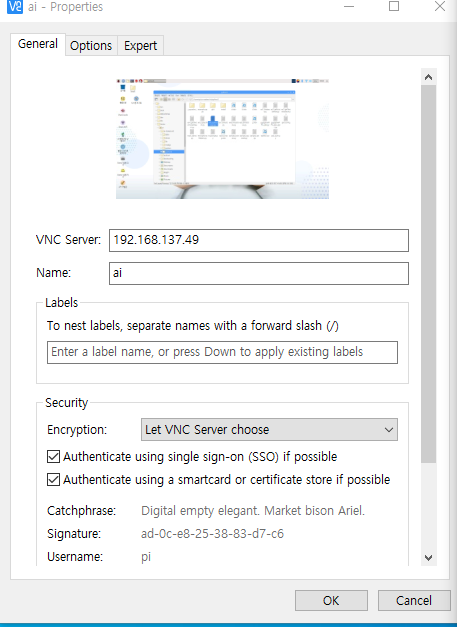 ai - Properties
General Options Expert
VNC Server: 192.168.137.49
Name: ai
Labels
To nest labels, separate names with a forward slash (/)
Enter a label name, or press Down to apply existing labels
Security
Encryption: Let VNC Server choose
Authenticate using single sign-on (SSO) if possible
Authenticate using a smartcard or certificate store if possible
Catchphrase: Digital empty elegant. Market bison Ariel.
Signature: ad-0c-e8-25-38-83-d7-c6
Username: pi
OK Cancel